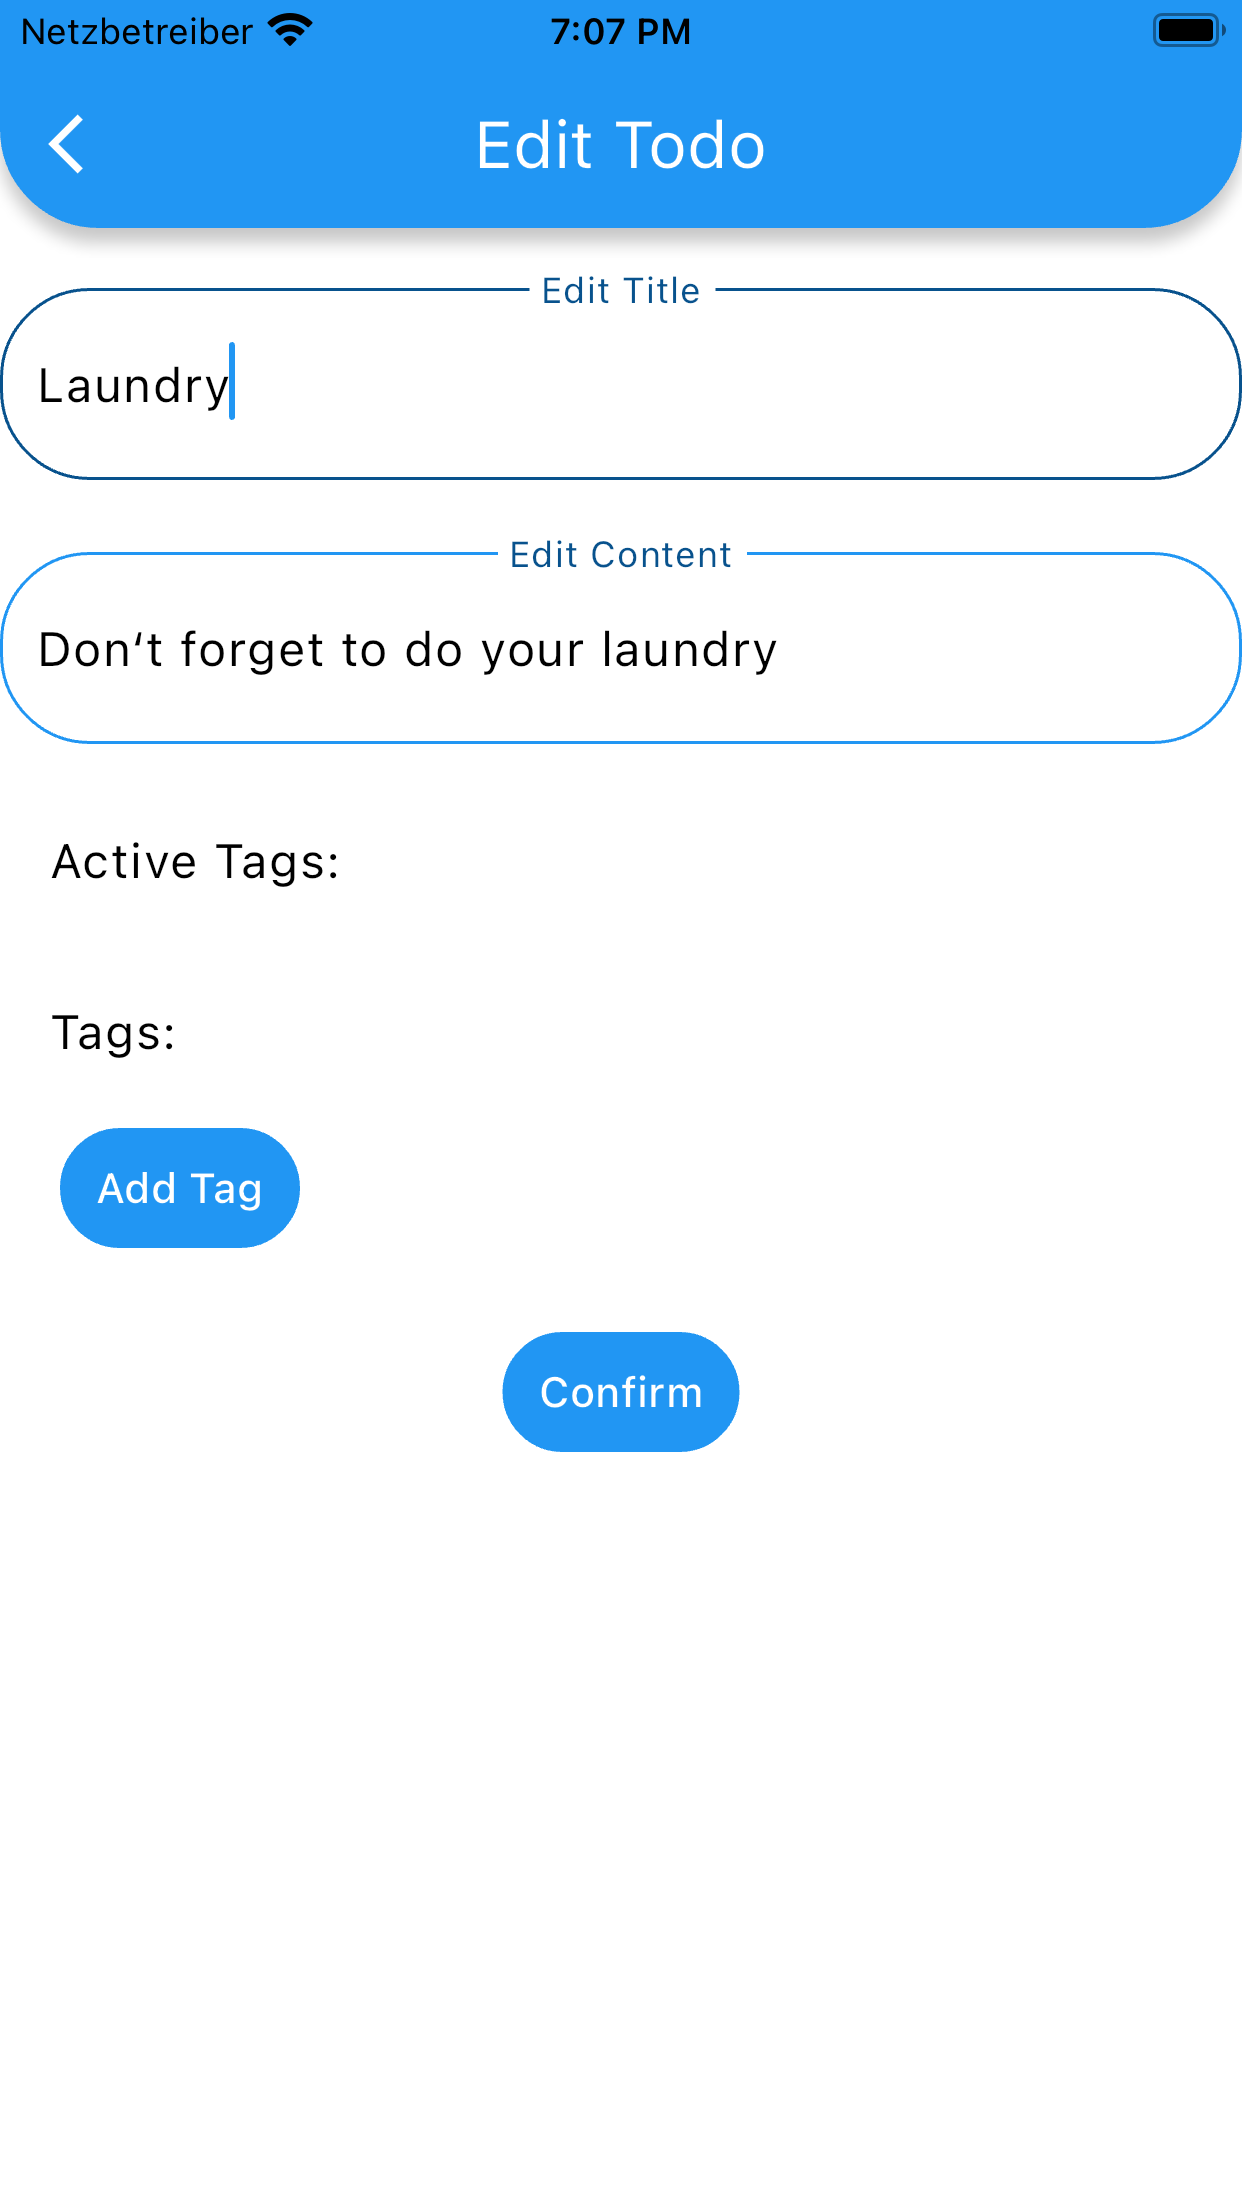 Netzbetreiber 7:07 PM
Edit Todo
Edit Title
Laundry
Edit Content
Don‘t forget to do your laundry
Active Tags:
Tags:
Add Tag
Confirm